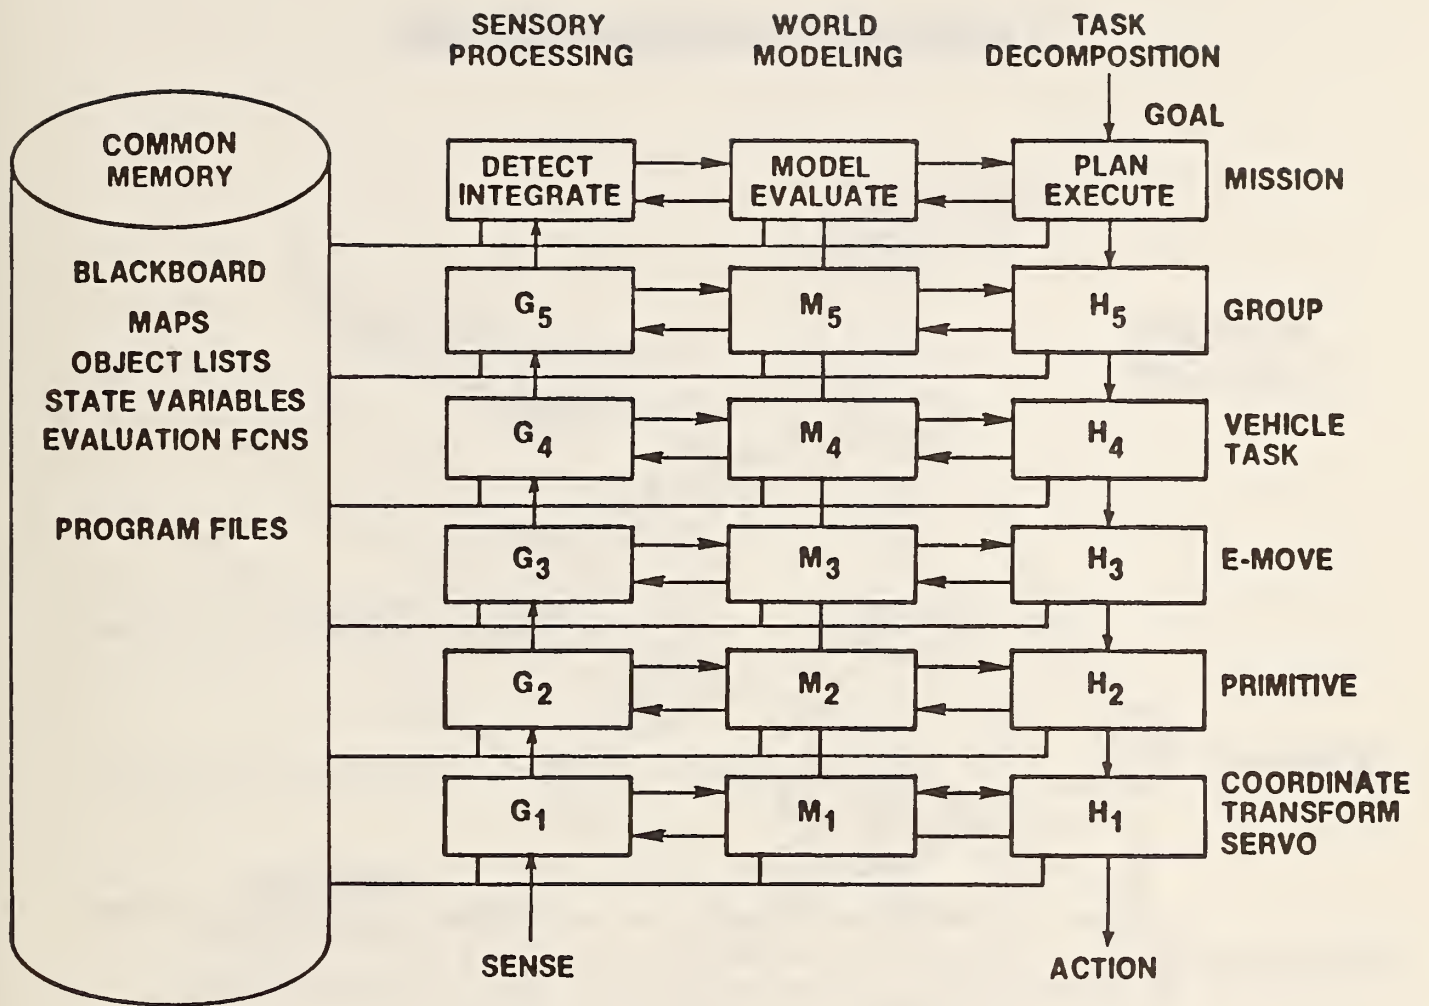 SENSORY
PROCESSING
WORLD
MODELING
TASK
DECOMPOSITION
GOAL
COMMON
MEMORY
BLACKBOARD
MAPS
OBJECT LISTS
STATE VARIABLES
EVALUATION FCNS
PROGRAM FILES
DETECT
INTEGRATE
MODEL
EVALUATE
PLAN
EXECUTE
MISSION
G5
M5
H5
GROUP
G4
M4
H4
VEHICLE
TASK
G3
M3
H3
E-MOVE
G2
M2
H2
PRIMITIVE
G1
M1
H1
COORDINATE
TRANSFORM
SERVO
SENSE
ACTION